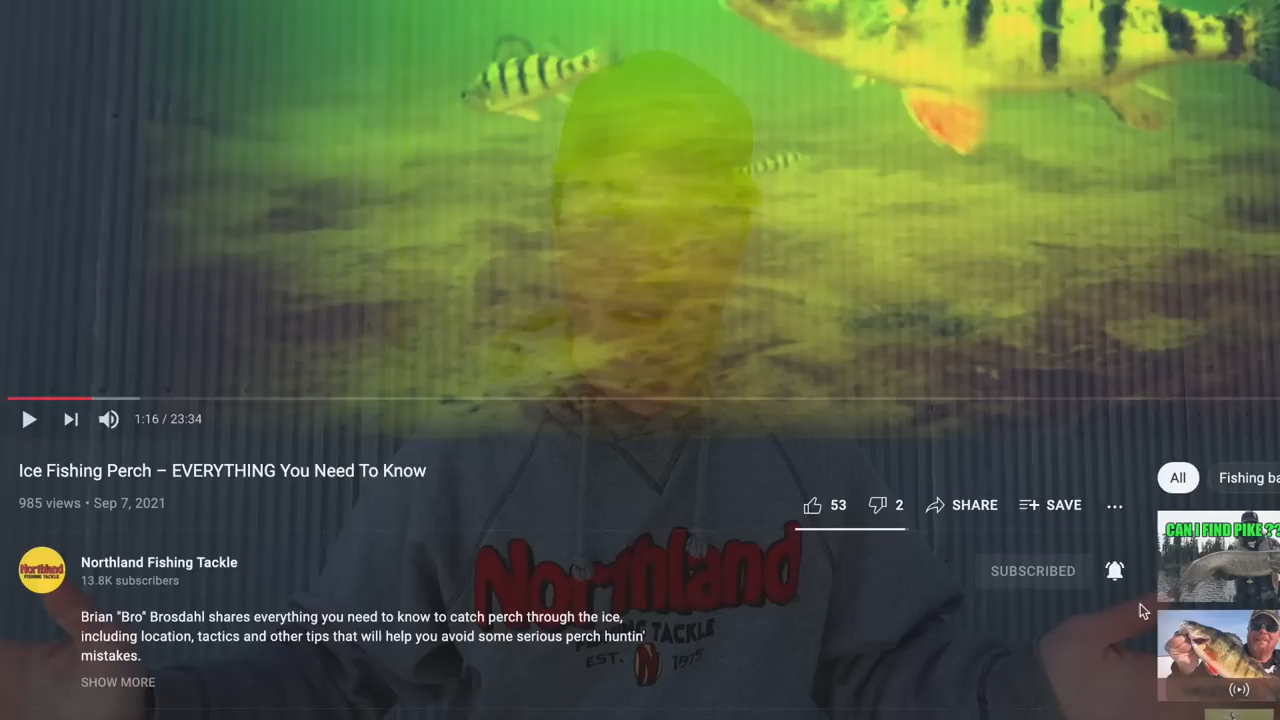 1:16 / 23:34
Ice Fishing Perch – EVERYTHING You Need To Know
985 views • Sep 7, 2021
53
2
SHARE
SAVE
All
Fishing ba
CAN I FIND PIKE ??
Northland
FISHING TACKLE
Northland Fishing Tackle
13.8K subscribers
SUBSCRIBED
Brian "Bro" Brosdahl shares everything you need to know to catch perch through the ice,
including location, tactics and other tips that will help you avoid some serious perch huntin'
mistakes.
SHOW MORE
Northland
FISHING TACKLE
EST. N 1975